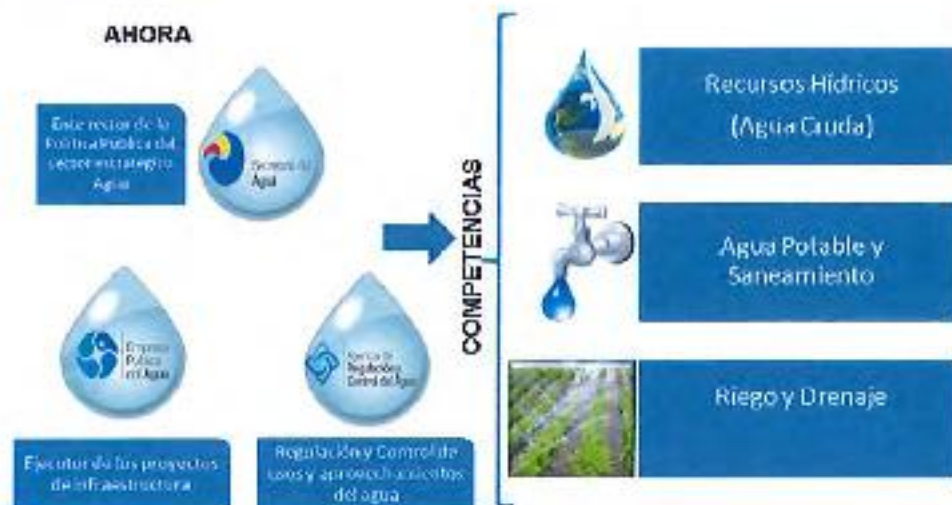 AHORA
Ente rector de la
Política Pública del
sector estratégico
Agua
Secretaría del
Agua
Empresa
Pública
del Agua
Agencia de
Regulación y
Control del Agua
Ejecutor de los proyectos
de infraestructura
Regulación y Control de
usos y aprovechamientos
del agua
COMPETENCIAS
Recursos Hídricos
(Agua Cruda)
Agua Potable y
Saneamiento
Riego y Drenaje